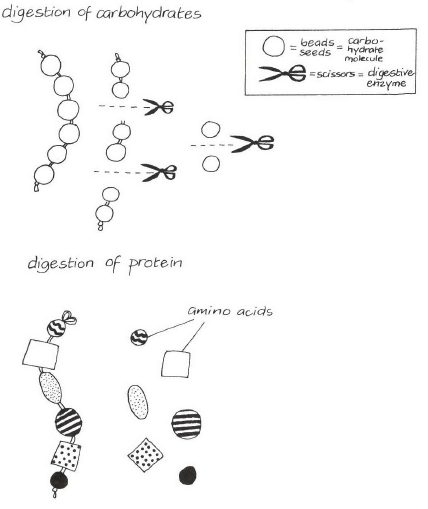 digestion of carbohydrates
= beads = carbo-
seeds hydrate
molecule
= scissors = digestive
enzyme
digestion of protein
amino acids